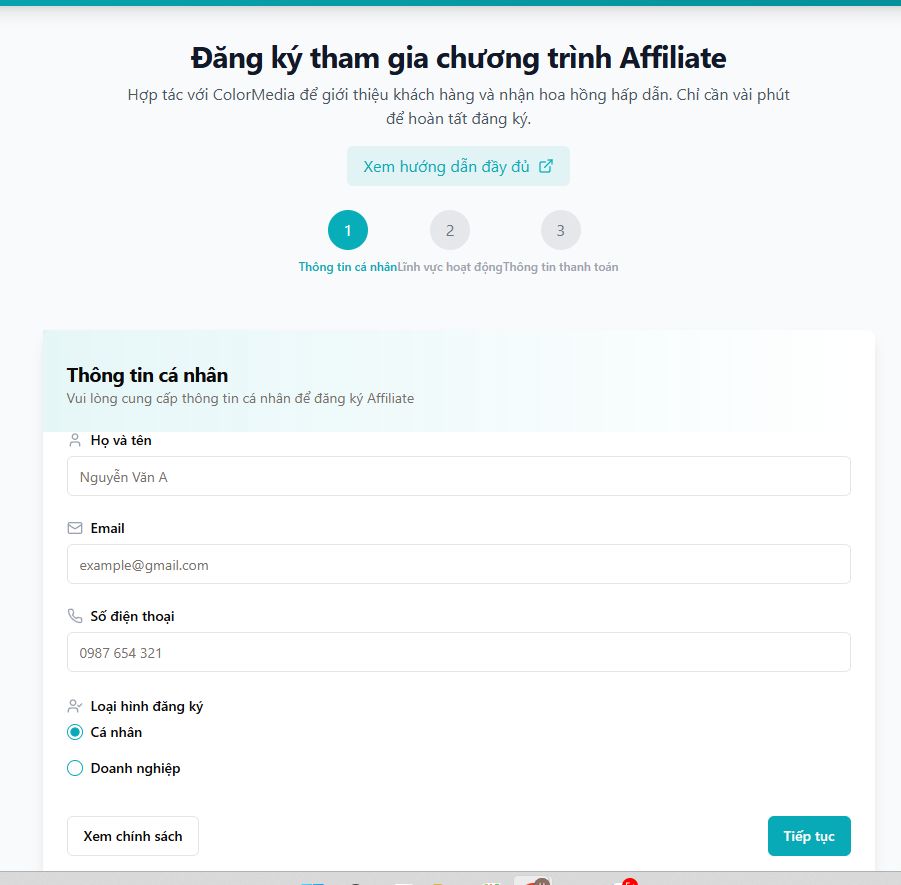 Đăng ký tham gia chương trình Affiliate
Hợp tác với ColorMedia để giới thiệu khách hàng và nhận hoa hồng hấp dẫn. Chỉ cần vài phút
để hoàn tất đăng ký.
Xem hướng dẫn đầy đủ
1 2 3
Thông tin cá nhân Lĩnh vực hoạt động Thông tin thanh toán
Thông tin cá nhân
Vui lòng cung cấp thông tin cá nhân để đăng ký Affiliate
Họ và tên
Nguyễn Văn A
Email
example@gmail.com
Số điện thoại
0987 654 321
Loại hình đăng ký
Cá nhân
Doanh nghiệp
Xem chính sách
Tiếp tục